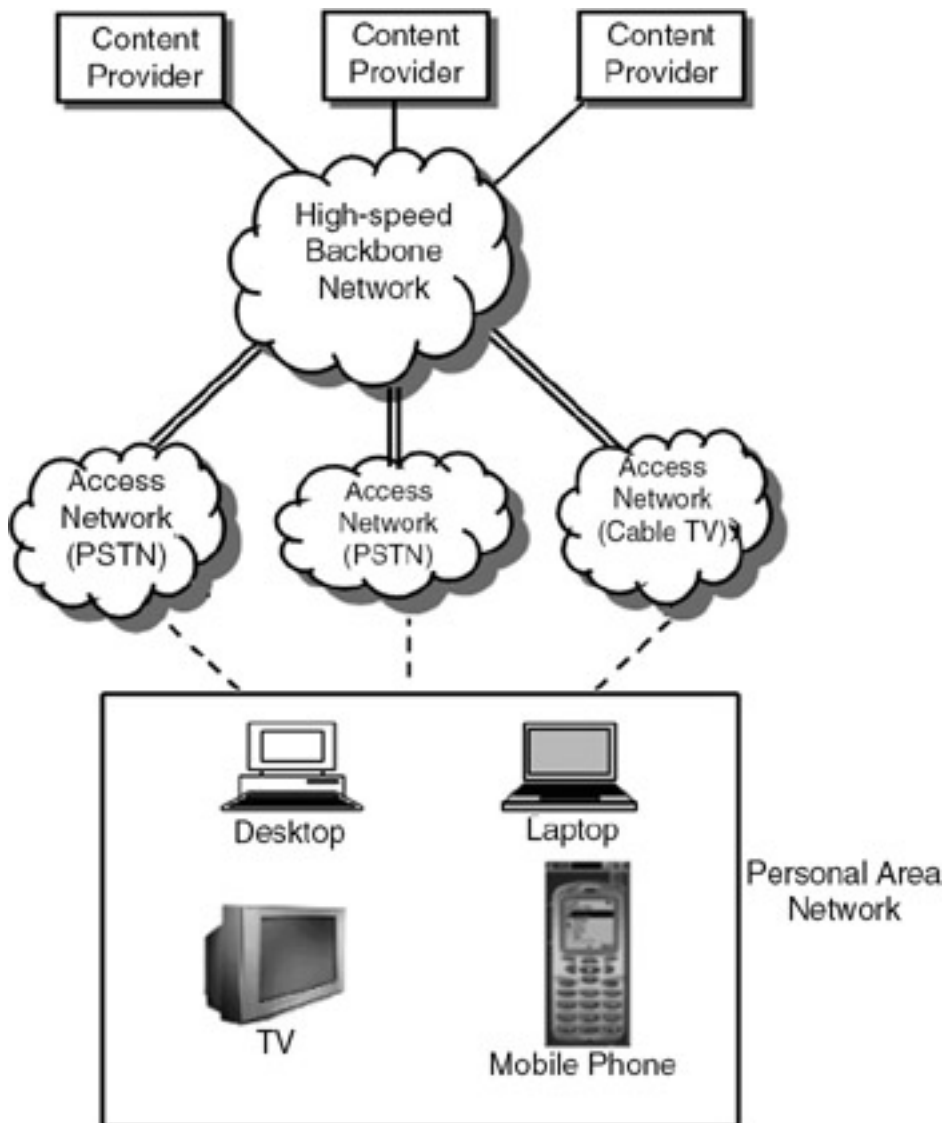 Content
Provider
Content
Provider
Content
Provider
High-speed
Backbone
Network
Access
Network
(PSTN)
Access
Network
(PSTN)
Access
Network
(Cable TV)
Desktop
Laptop
Personal Area
Network
TV
Mobile Phone